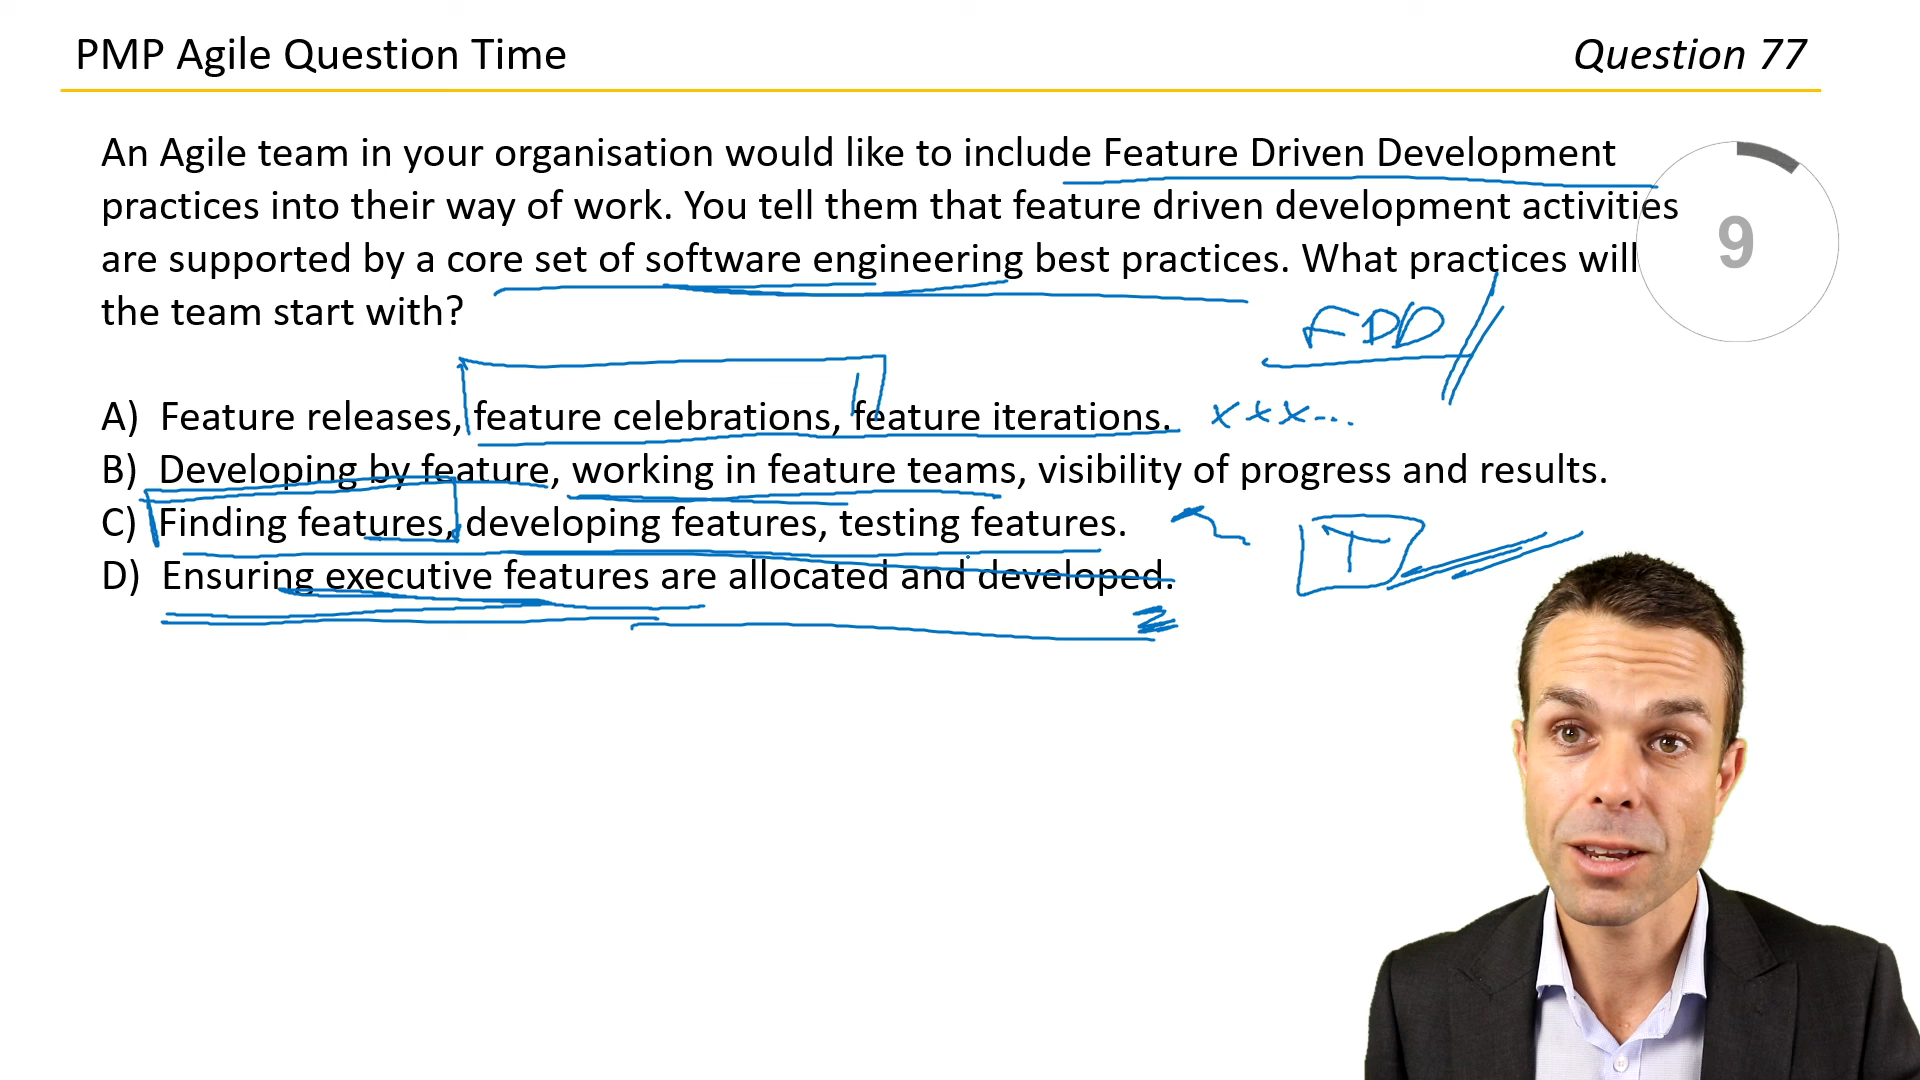 PMP Agile Question Time
Question 77
An Agile team in your organisation would like to include Feature Driven Development
practices into their way of work. You tell them that feature driven development activities
are supported by a core set of software engineering best practices. What practices will
the team start with?
9
FDD
A) Feature releases, feature celebrations, feature iterations.
x x x...
B) Developing by feature, working in feature teams, visibility of progress and results.
C) Finding features, developing features, testing features.
T
D) Ensuring executive features are allocated and developed.